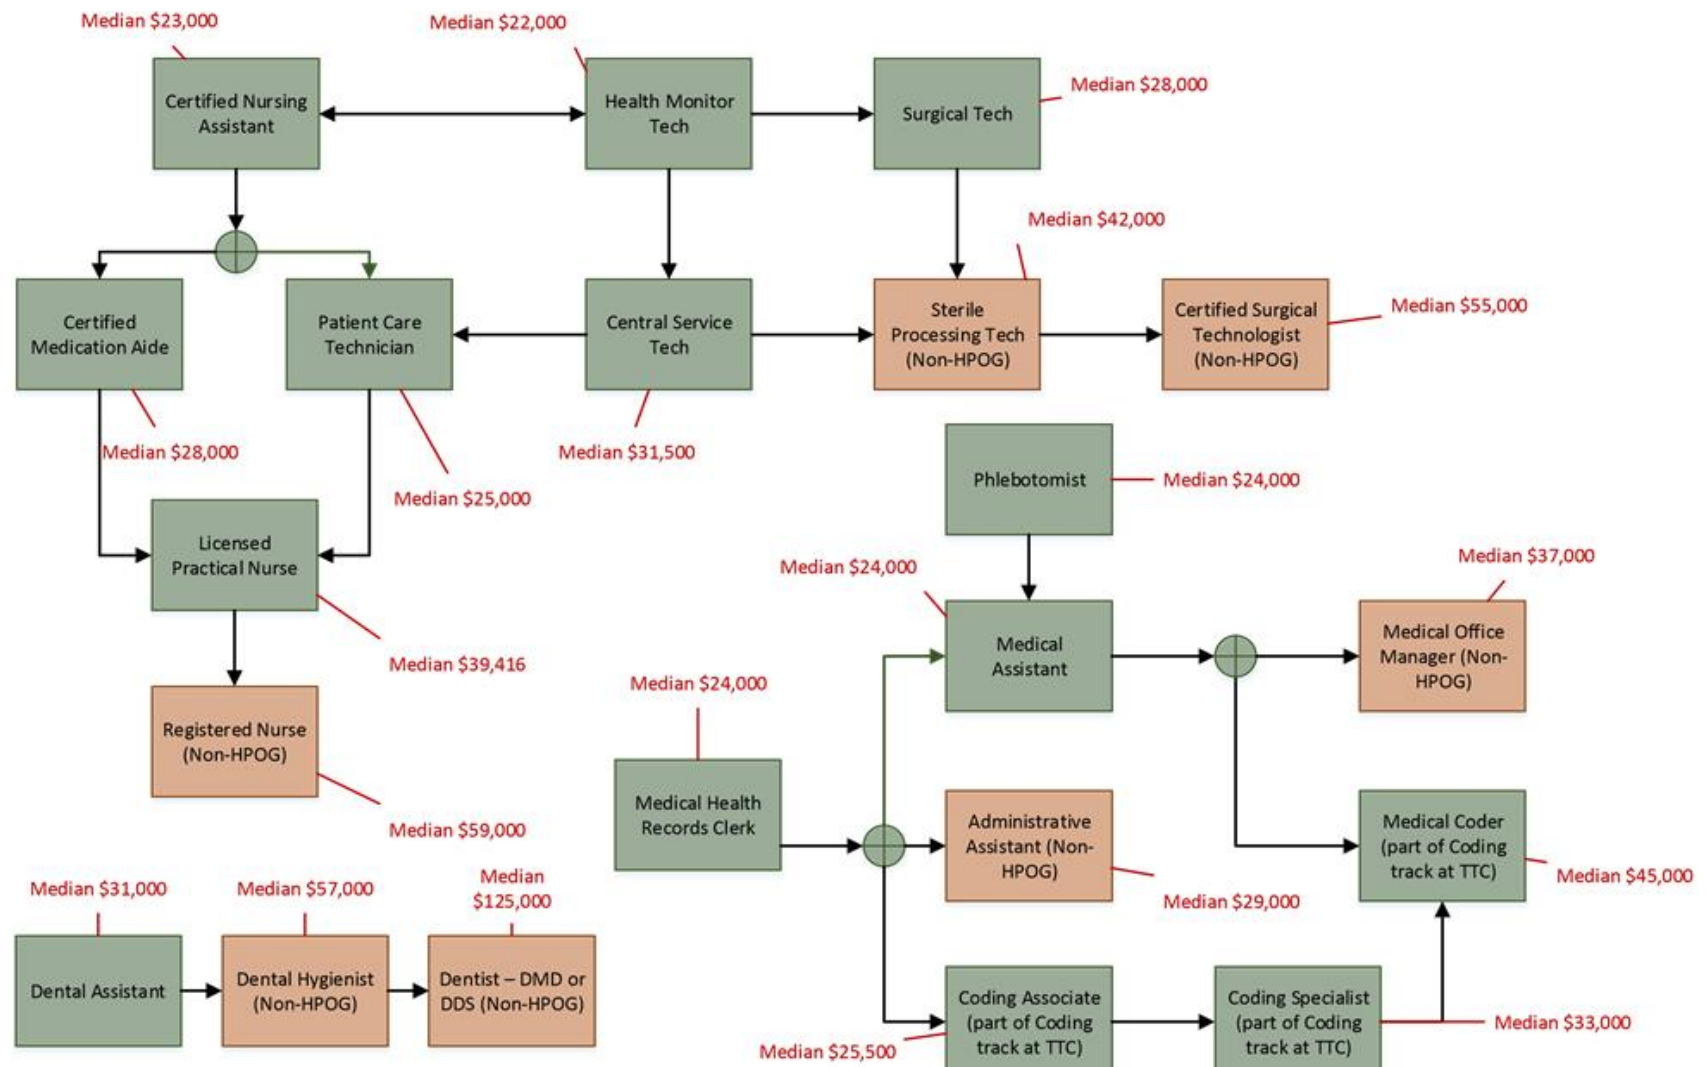 Median $23,000
Median $22,000
Certified Nursing
Assistant
Health Monitor
Tech
Surgical Tech
Median $28,000
Median $42,000
Certified
Medication Aide
Patient Care
Technician
Central Service
Tech
Sterile
Processing Tech
(Non-HPOG)
Certified Surgical
Technologist
(Non-HPOG)
Median $55,000
Median $28,000
Median $25,000
Median $31,500
Phlebotomist
Median $24,000
Licensed
Practical Nurse
Median $39,416
Median $24,000
Medical
Assistant
Median $37,000
Medical Office
Manager (Non-
HPOG)
Registered Nurse
(Non-HPOG)
Median $59,000
Median $24,000
Medical Health
Records Clerk
Administrative
Assistant (Non-
HPOG)
Median $29,000
Medical Coder
(part of Coding
track at TTC)
Median $45,000
Median $31,000
Median $57,000
Median
$125,000
Dental Assistant
Dental Hygienist
(Non-HPOG)
Dentist – DMD or
DDS (Non-HPOG)
Coding Associate
(part of Coding
track at TTC)
Median $25,500
Coding Specialist
(part of Coding
track at TTC)
Median $33,000